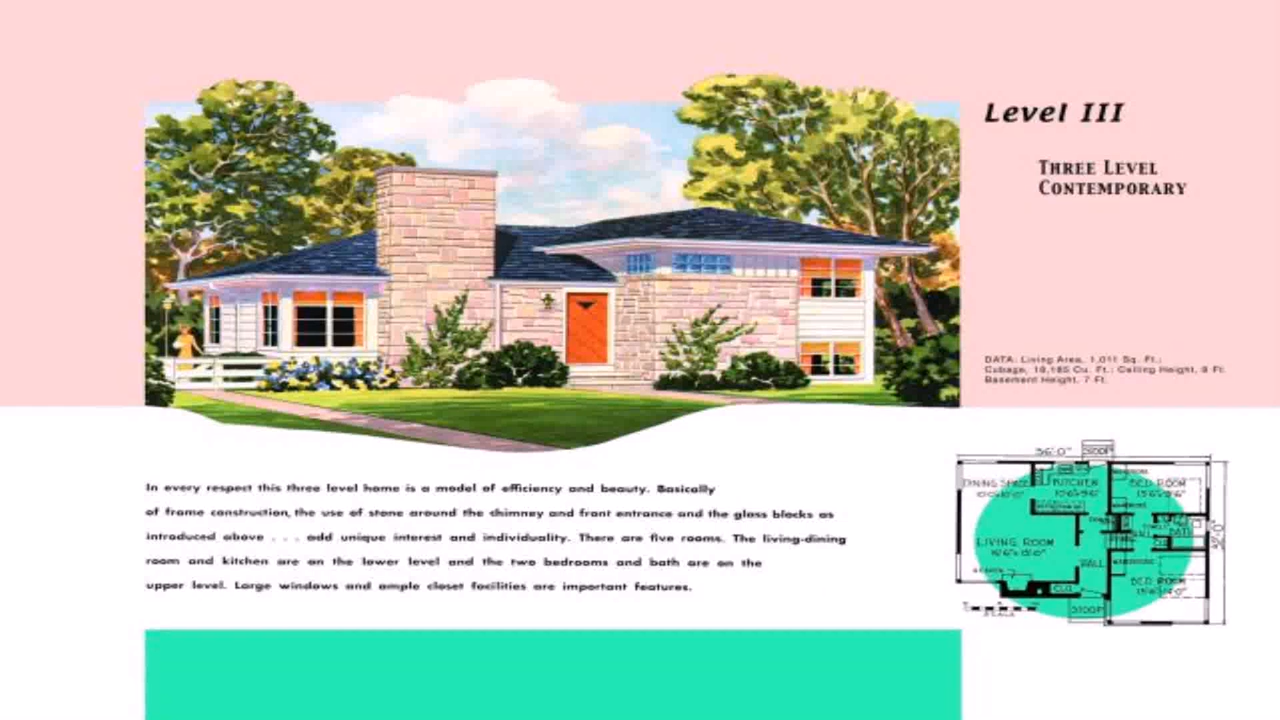 Level III
THREE LEVEL
CONTEMPORARY
DATA: Living Area, 1,011 Sq. Ft.;
Cubage, 18,185 Cu. Ft.; Ceiling Height, 8 Ft.
Basement Height, 7 Ft.
In every respect this three level home is a model of efficiency and beauty. Basically
of frame construction, the use of stone around the chimney and front entrance and the glass blocks as
introduced above . . . add unique interest and individuality. There are five rooms. The living-dining
room and kitchen are on the lower level and the two bedrooms and bath are on the
upper level. Large windows and ample closet facilities are important features.
STOOP
DINING SPACE
KITCHEN
BED ROOM
LIVING ROOM
BATH
HALL
BED ROOM
CLO.
STOOP
SCALE